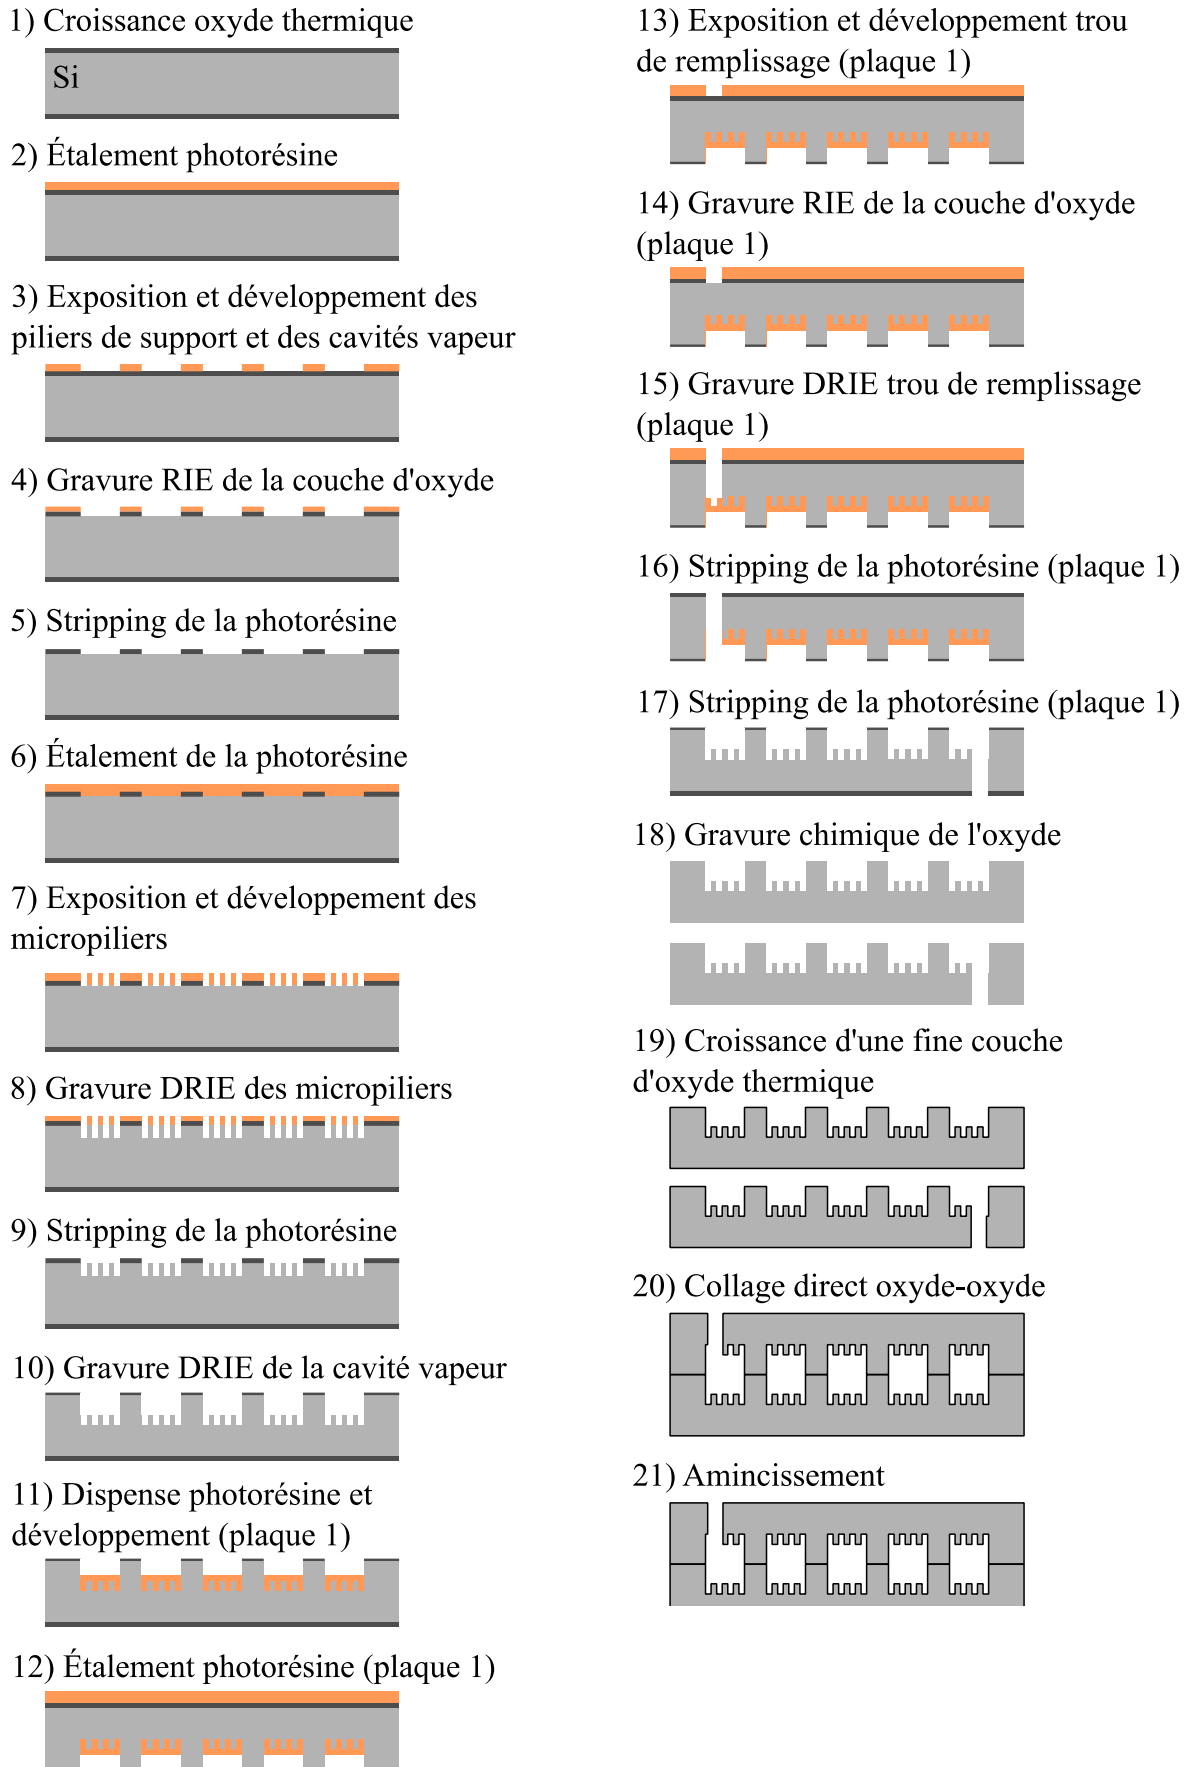 1) Croissance oxyde thermique
Si
2) Étalement photorésine
3) Exposition et développement des
piliers de support et des cavités vapeur
4) Gravure RIE de la couche d'oxyde
5) Stripping de la photorésine
6) Étalement de la photorésine
7) Exposition et développement des
micropiliers
8) Gravure DRIE des micropiliers
9) Stripping de la photorésine
10) Gravure DRIE de la cavité vapeur
11) Dispense photorésine et
développement (plaque 1)
12) Étalement photorésine (plaque 1)
13) Exposition et développement trou
de remplissage (plaque 1)
14) Gravure RIE de la couche d'oxyde
(plaque 1)
15) Gravure DRIE trou de remplissage
(plaque 1)
16) Stripping de la photorésine (plaque 1)
17) Stripping de la photorésine (plaque 1)
18) Gravure chimique de l'oxyde
19) Croissance d'une fine couche
d'oxyde thermique
20) Collage direct oxyde-oxyde
21) Amincissement